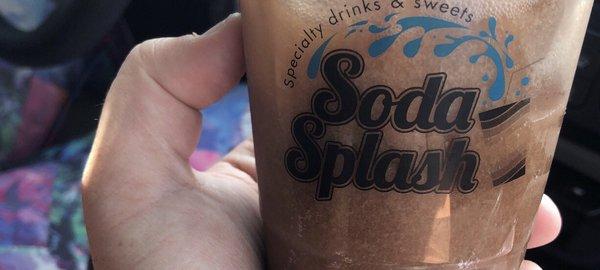 Specialty drinks & sweets
Soda
Splash